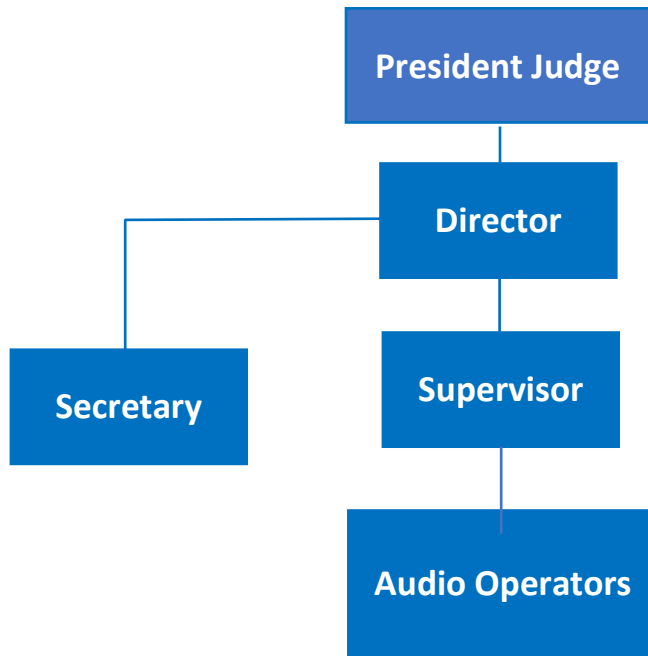 President Judge
Director
Secretary
Supervisor
Audio Operators